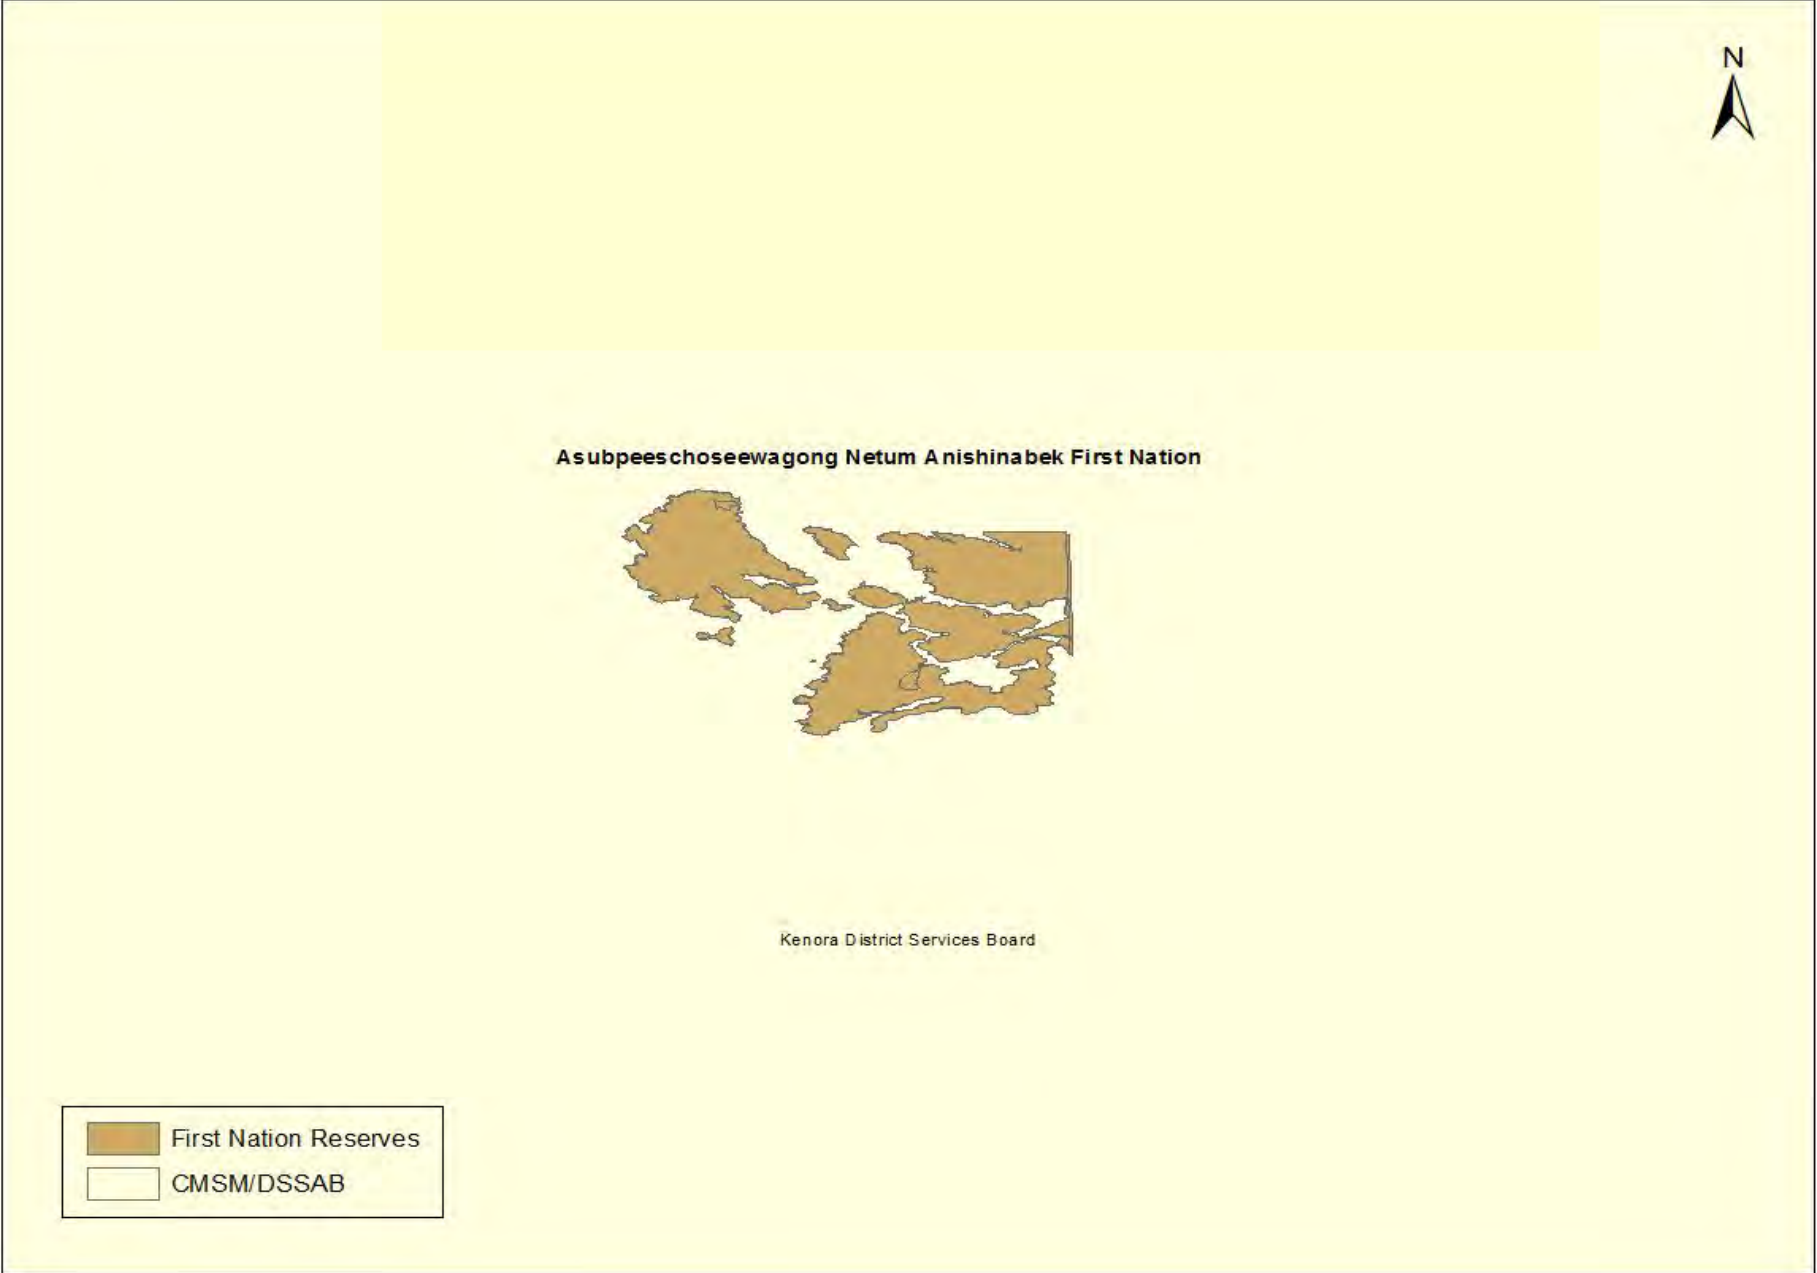 N
Asubpeeschoseewagong Netum Anishinabek First Nation
Kenora District Services Board
First Nation Reserves
CMSM/DSSAB